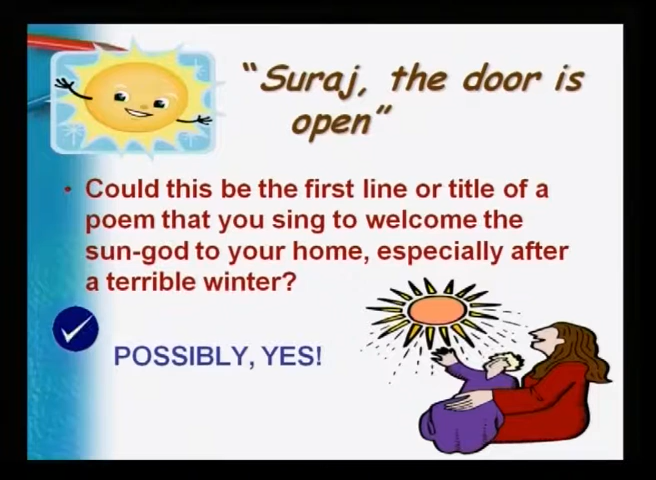 “Suraj, the door is
open”
• Could this be the first line or title of a
poem that you sing to welcome the
sun-god to your home, especially after
a terrible winter?
POSSIBLY, YES!